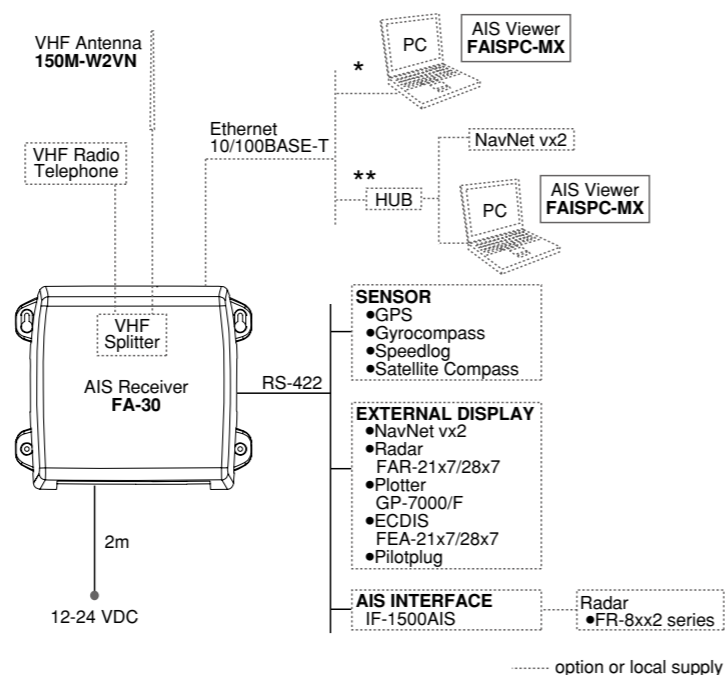 VHF Antenna
150M-W2VN
PC
AIS Viewer
FAISPC-MX
*
Ethernet
10/100BASE-T
VHF Radio
Telephone
NavNet vx2
**
HUB
PC
AIS Viewer
FAISPC-MX
VHF
Splitter
AIS Receiver
FA-30
RS-422
SENSOR
●GPS
●Gyrocompass
●Speedlog
●Satellite Compass
EXTERNAL DISPLAY
●NavNet vx2
●Radar
FAR-21x7/28x7
●Plotter
GP-7000/F
●ECDIS
FEA-21x7/28x7
●Pilotplug
2m
12-24 VDC
AIS INTERFACE
IF-1500AIS
Radar
●FR-8xx2 series
option or local supply